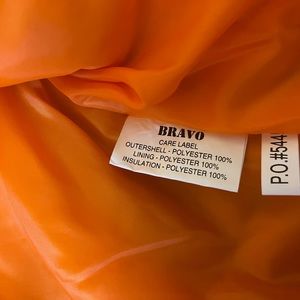 BRAVO
CARE LABEL
OUTERSHELL - POLYESTER 100%
LINING - POLYESTER 100%
INSULATION - POLYESTER 100%
P.O.#544